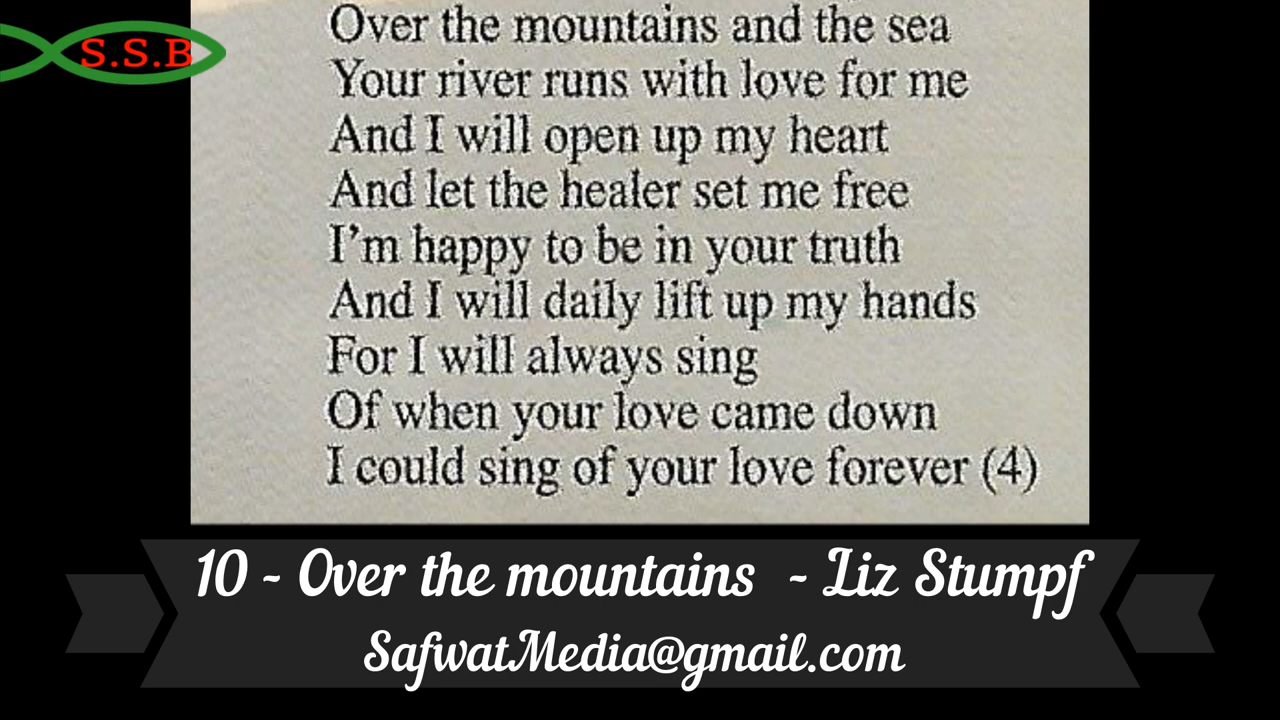 S.S.B
Over the mountains and the sea
Your river runs with love for me
And I will open up my heart
And let the healer set me free
I'm happy to be in your truth
And I will daily lift up my hands
For I will always sing
Of when your love came down
I could sing of your love forever (4)
10 - Over the mountains - Liz Stumpf
SafwatMedia@gmail.com